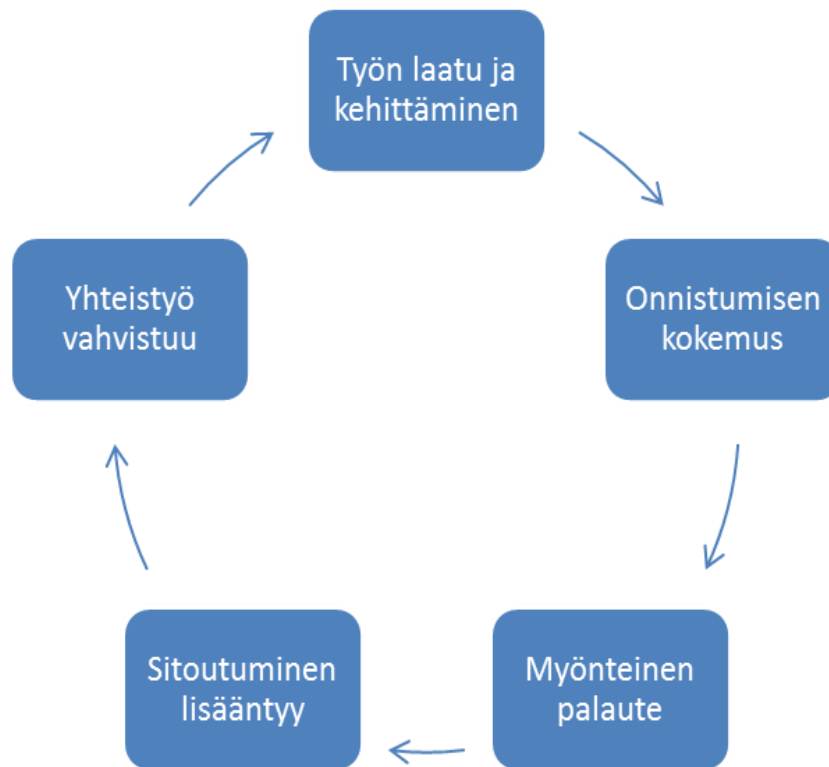 Työn laatu ja
kehittäminen
Onnistumisen
kokemus
Myönteinen
palaute
Sitoutuminen
lisääntyy
Yhteistyö
vahvistuu